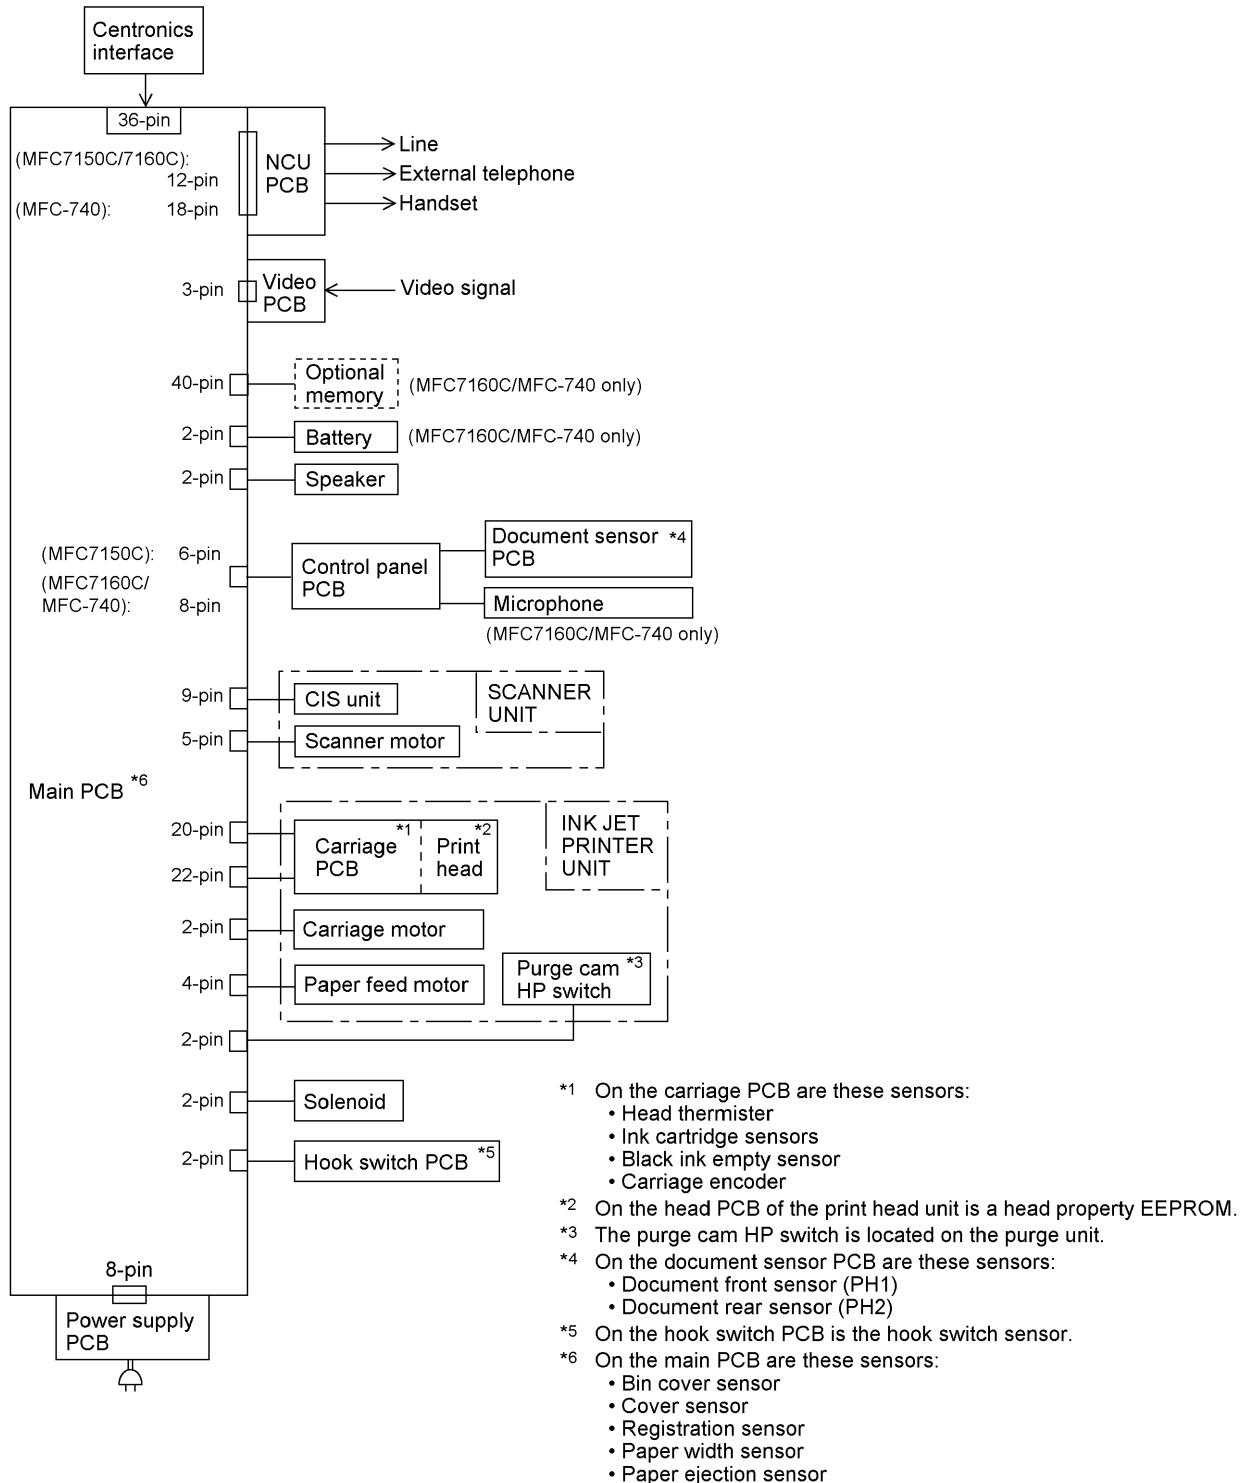 Centronics
interface
36-pin
(MFC7150C/7160C):
12-pin
(MFC-740): 18-pin
NCU
PCB
Line
External telephone
Handset
3-pin
Video
PCB
Video signal
40-pin
Optional
memory
(MFC7160C/MFC-740 only)
2-pin
Battery
(MFC7160C/MFC-740 only)
2-pin
Speaker
(MFC7150C): 6-pin
(MFC7160C/
MFC-740): 8-pin
Control panel
PCB
Document sensor *4
PCB
Microphone
(MFC7160C/MFC-740 only)
9-pin
CIS unit
SCANNER
UNIT
5-pin
Scanner motor
Main PCB *6
20-pin
22-pin
Carriage *1
PCB
Print *2
head
INK JET
PRINTER
UNIT
2-pin
Carriage motor
4-pin
Paper feed motor
Purge cam *3
HP switch
2-pin
2-pin
Solenoid
2-pin
Hook switch PCB *5
8-pin
Power supply
PCB
*1 On the carriage PCB are these sensors:
• Head thermister
• Ink cartridge sensors
• Black ink empty sensor
• Carriage encoder
*2 On the head PCB of the print head unit is a head property EEPROM.
*3 The purge cam HP switch is located on the purge unit.
*4 On the document sensor PCB are these sensors:
• Document front sensor (PH1)
• Document rear sensor (PH2)
*5 On the hook switch PCB is the hook switch sensor.
*6 On the main PCB are these sensors:
• Bin cover sensor
• Cover sensor
• Registration sensor
• Paper width sensor
• Paper ejection sensor